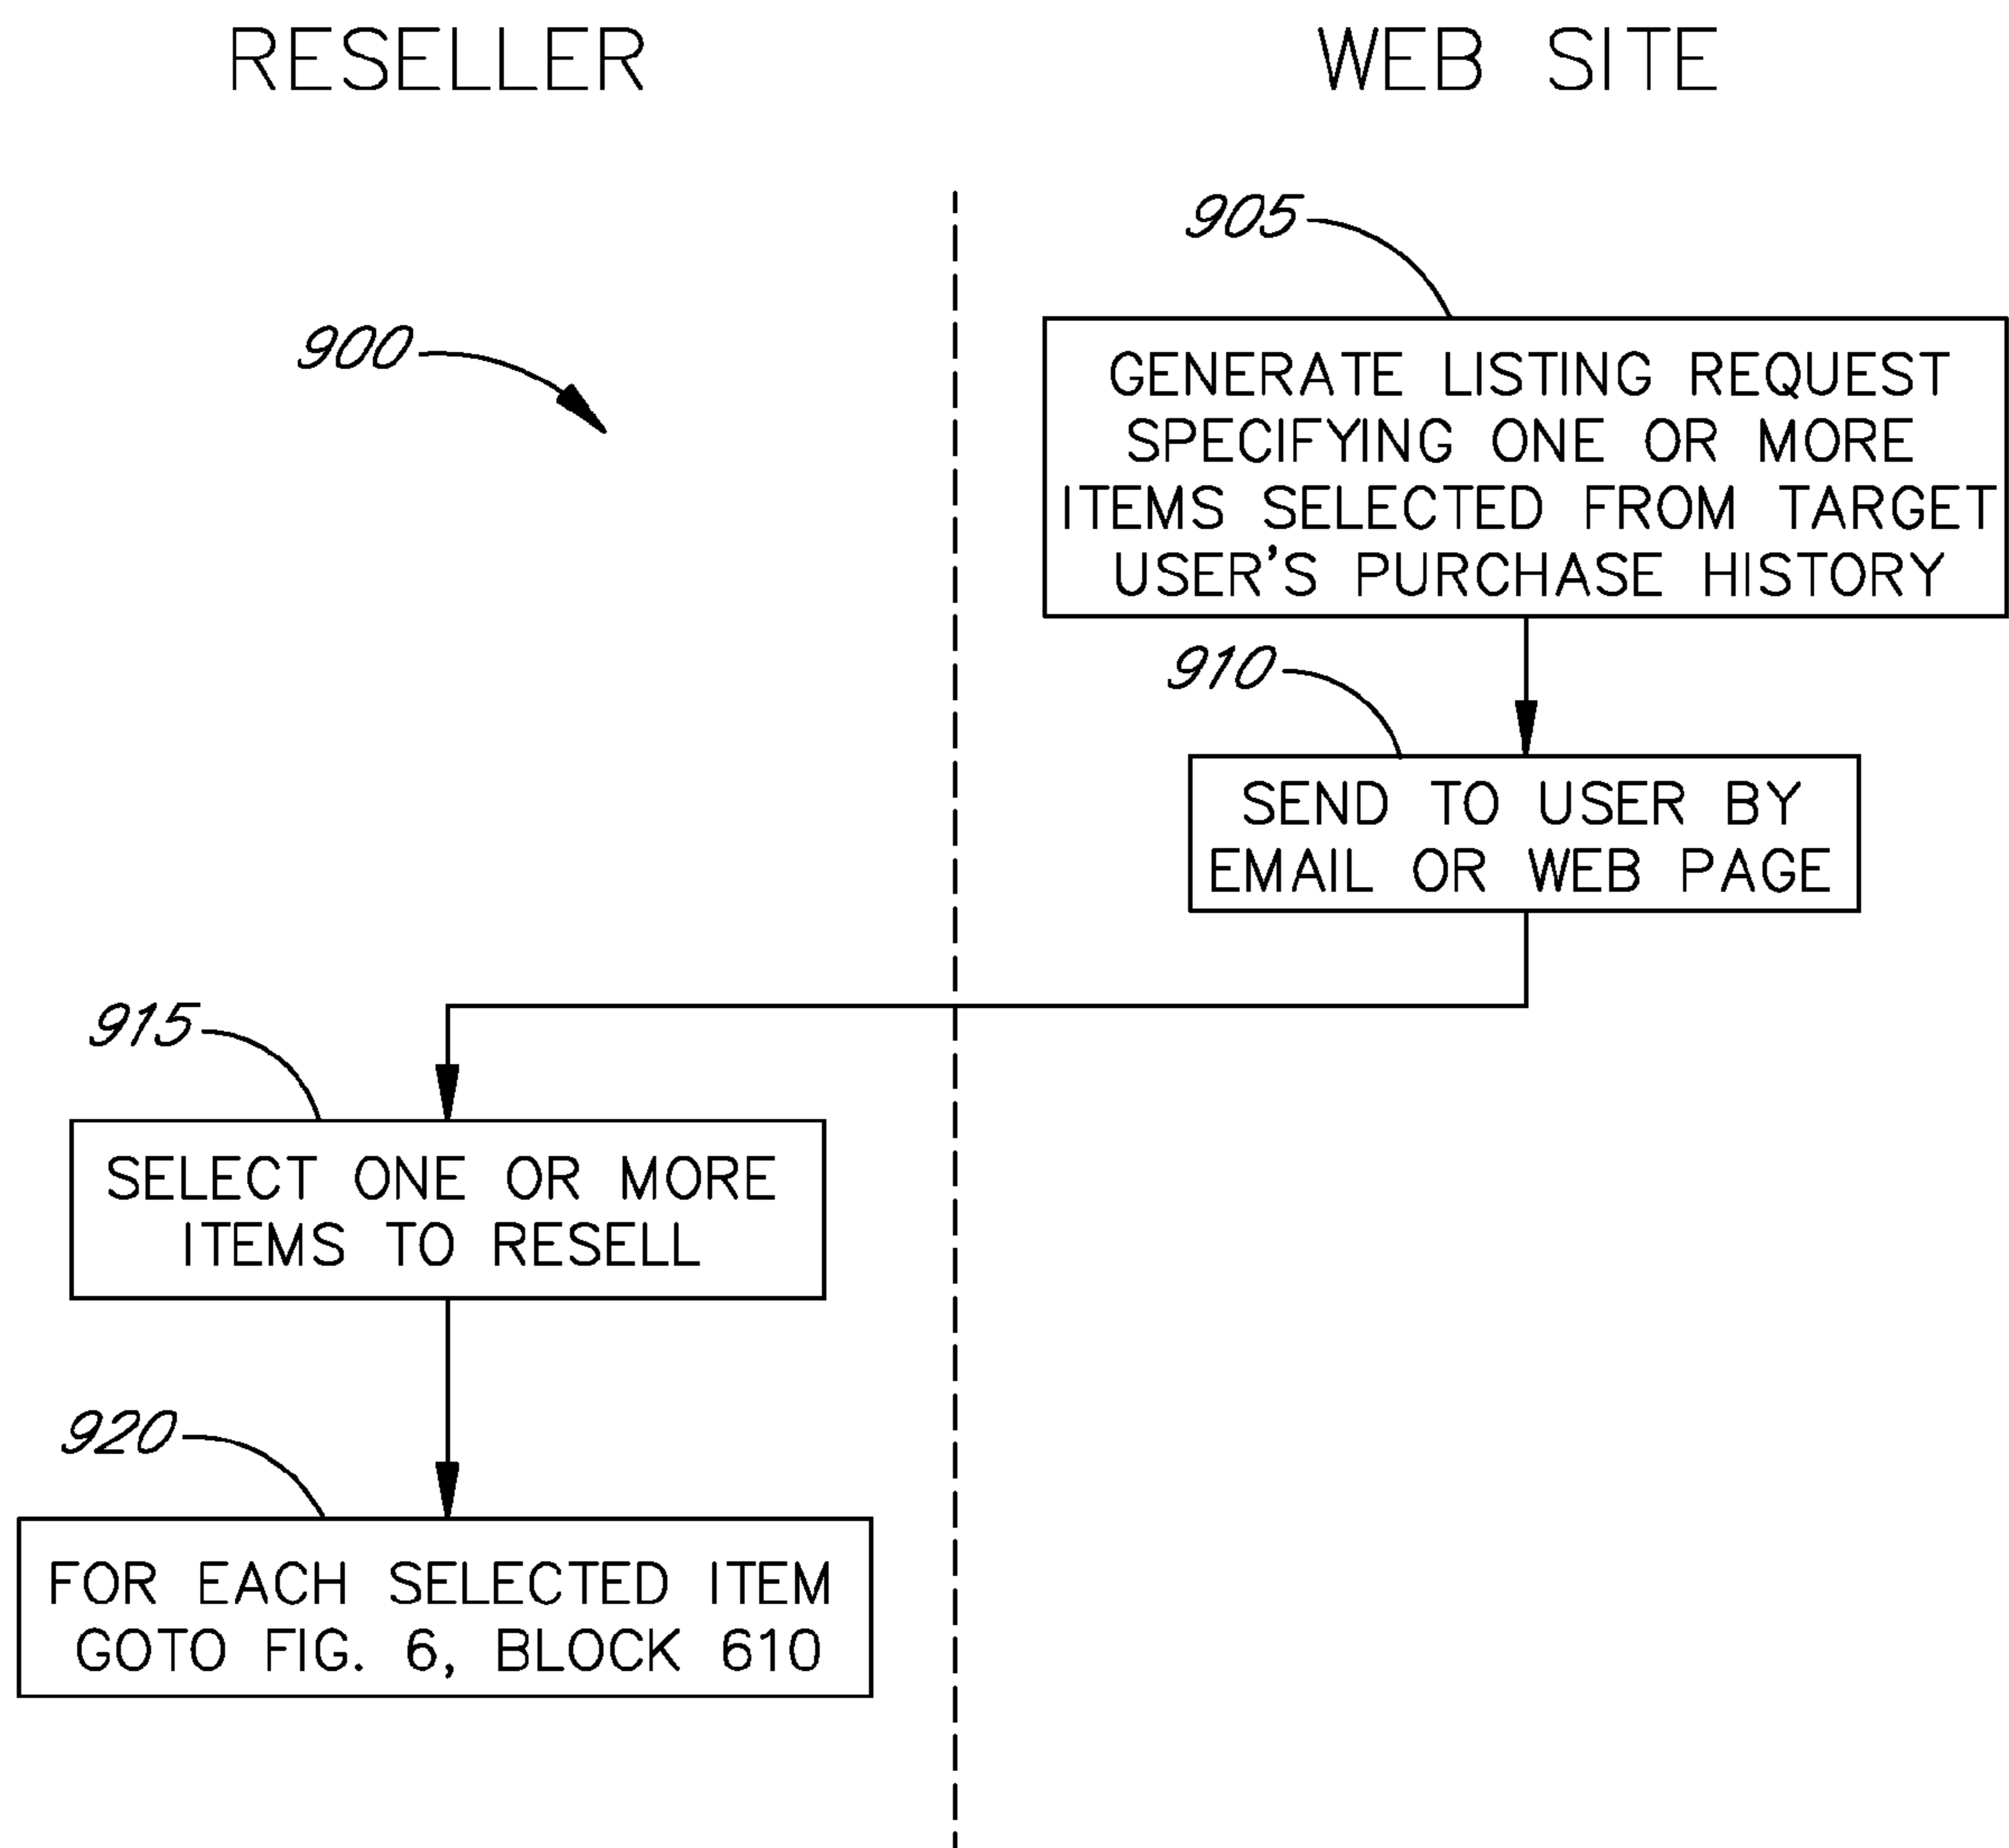 RESELLER
WEB SITE
905
900
GENERATE LISTING REQUEST
SPECIFYING ONE OR MORE
ITEMS SELECTED FROM TARGET
USER'S PURCHASE HISTORY
910
SEND TO USER BY
EMAIL OR WEB PAGE
915
SELECT ONE OR MORE
ITEMS TO RESELL
920
FOR EACH SELECTED ITEM
GOTO FIG. 6, BLOCK 610